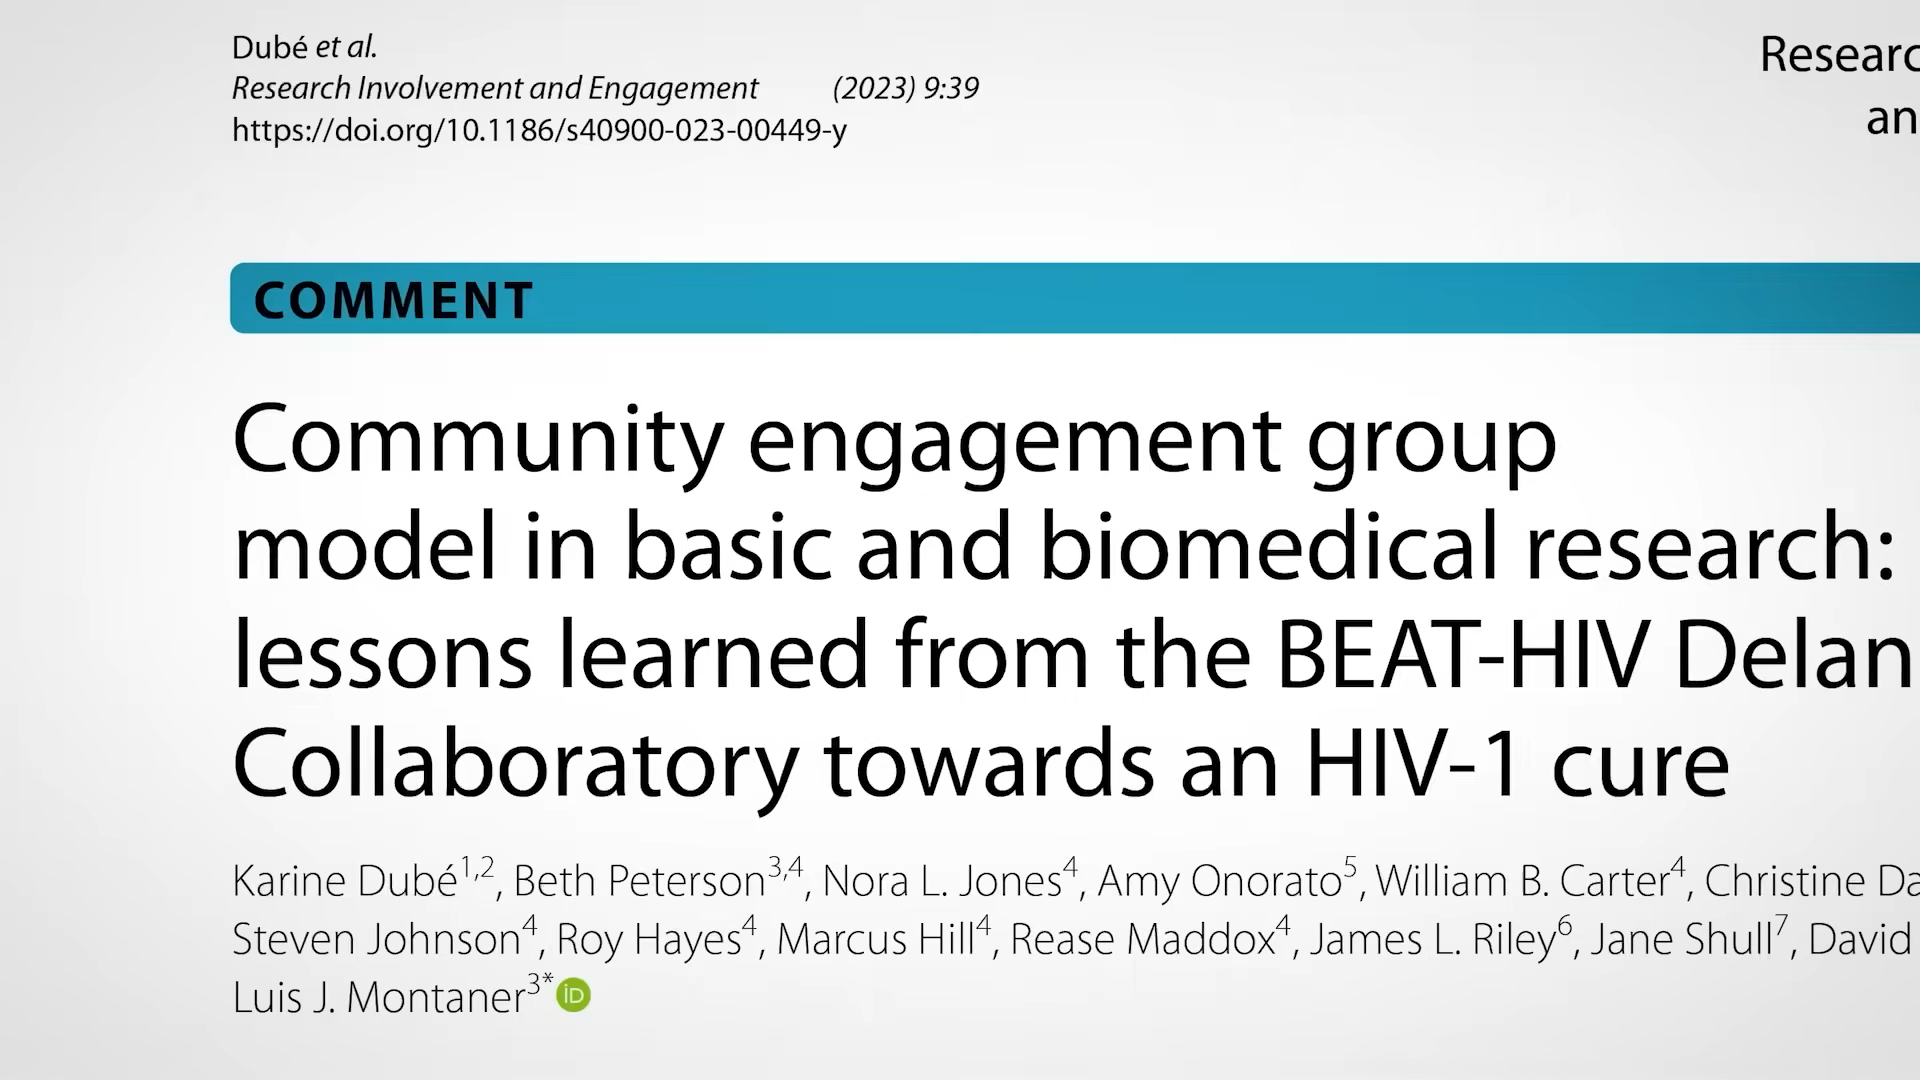 Dubé et al.
Research Involvement and Engagement (2023) 9:39
https://doi.org/10.1186/s40900-023-00449-y
Researc
an
COMMENT
Community engagement group
model in basic and biomedical research:
lessons learned from the BEAT-HIV Delan
Collaboratory towards an HIV-1 cure
Karine Dubé1,2, Beth Peterson3,4, Nora L. Jones4, Amy Onorato5, William B. Carter4, Christine Da
Steven Johnson4, Roy Hayes4, Marcus Hill4, Rease Maddox4, James L. Riley6, Jane Shull7, David
Luis J. Montaner3* iD